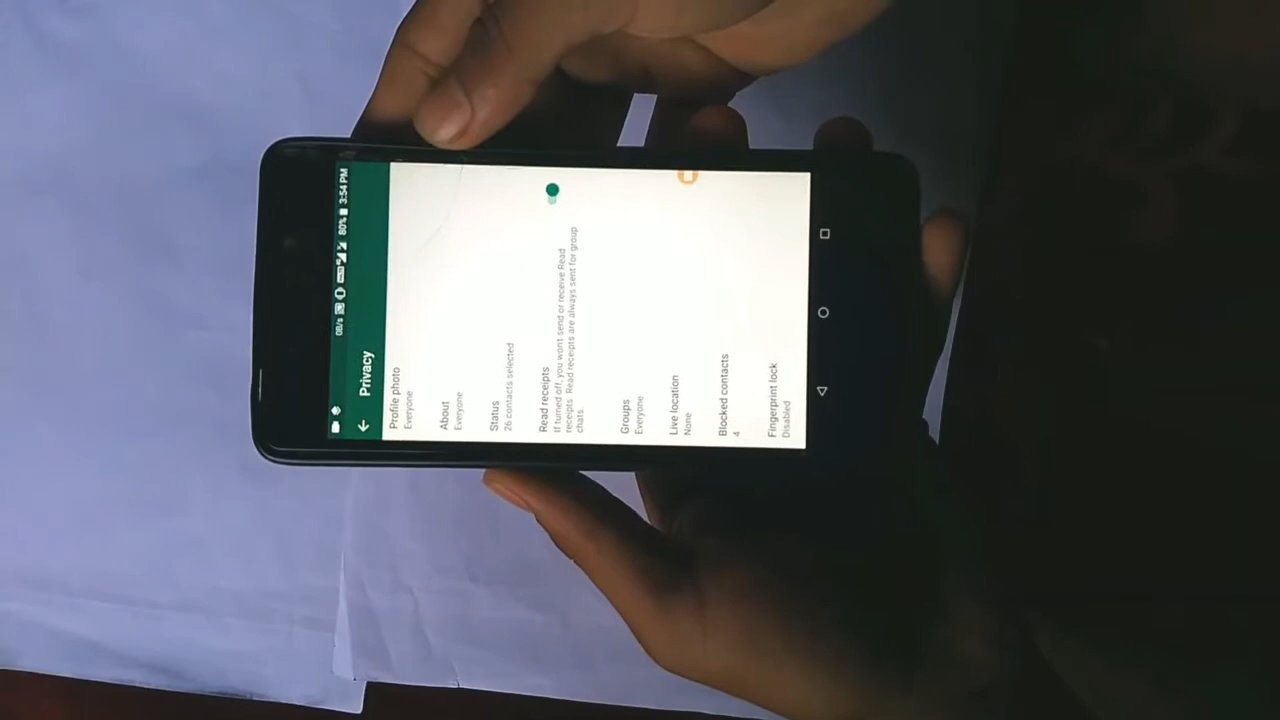 0B/s 80% 3:54 PM
Privacy
Profile photo
Everyone
About
Everyone
Status
26 contacts selected
Read receipts
If turned off, you won't send or receive Read
receipts. Read receipts are always sent for group
chats.
Groups
Everyone
Live location
None
Blocked contacts
4
Fingerprint lock
Disabled